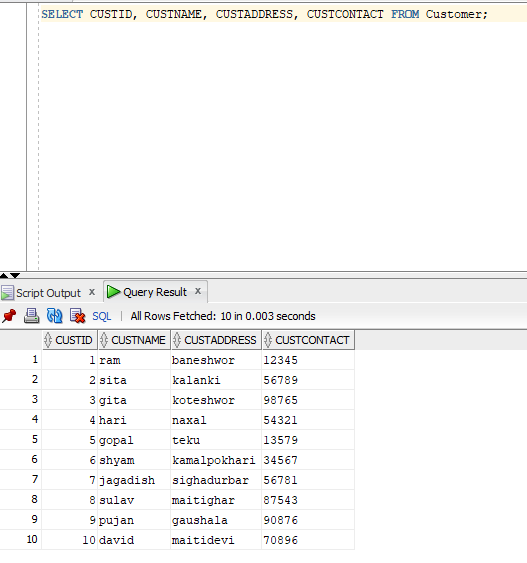 SELECT CUSTID, CUSTNAME, CUSTADDRESS, CUSTCONTACT FROM Customer;
Script Output x Query Result x
SQL | All Rows Fetched: 10 in 0.003 seconds
CUSTID CUSTNAME CUSTADDRESS CUSTCONTACT
1 1 ram baneshwor 12345
2 2 sita kalanki 56789
3 3 gita koteshwor 98765
4 4 hari naxal 54321
5 5 gopal teku 13579
6 6 shyam kamalpokhari 34567
7 7 jagadish sighadurbar 56781
8 8 sulav maitighar 87543
9 9 pujan gaushala 90876
10 10 david maitidevi 70896